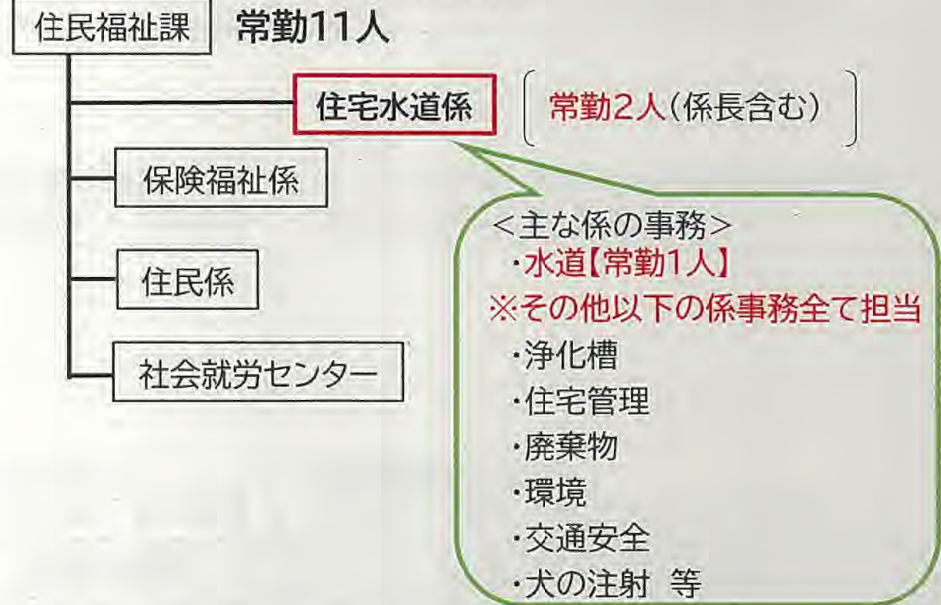 住民福祉課 常勤11人
住宅水道係 常勤2人(係長含む)
保険福祉係
住民係
社会就労センター
<主な係の事務>
・水道【常勤1人】
※その他以下の係事務全て担当
・浄化槽
・住宅管理
・廃棄物
・環境
・交通安全
・犬の注射 等